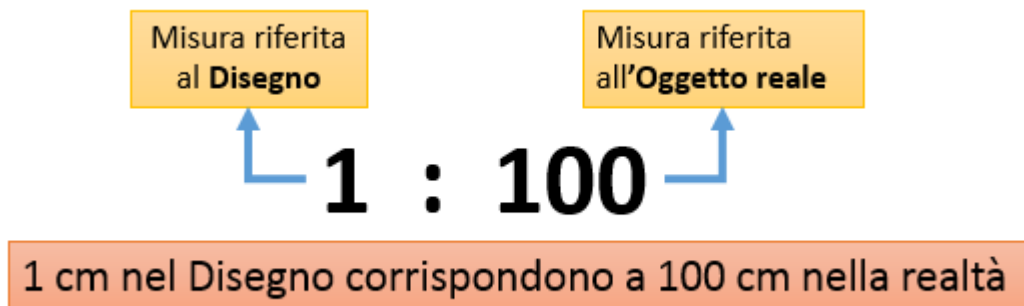 Misura riferita
al Disegno
Misura riferita
all'Oggetto reale
1 : 100
1 cm nel Disegno corrispondono a 100 cm nella realtà